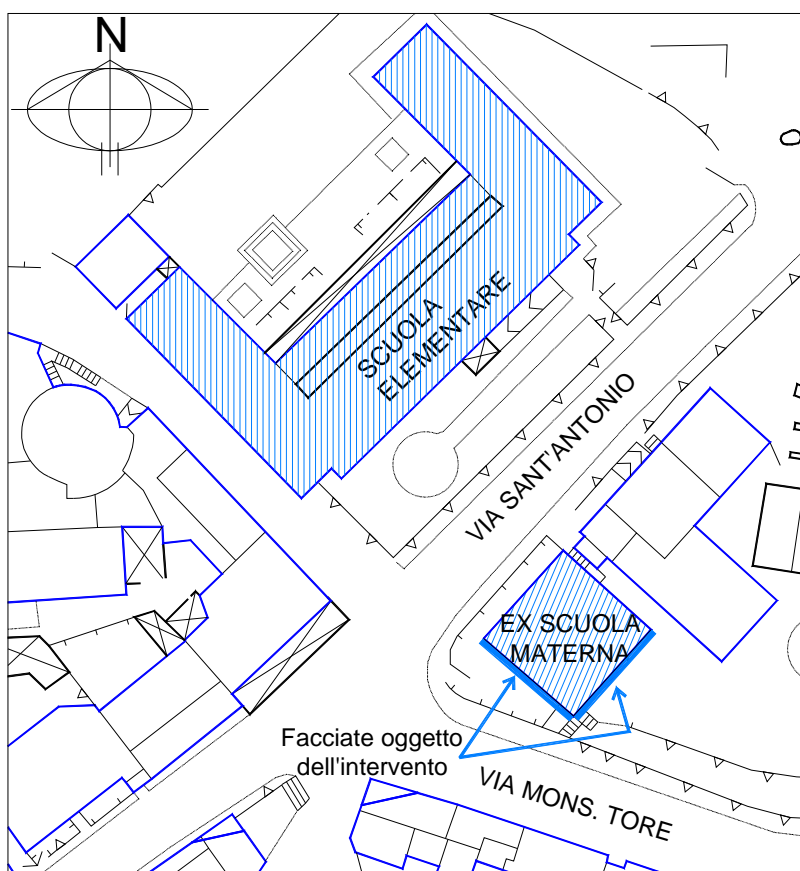 N
SCUOLA
ELEMENTARE
VIA SANT'ANTONIO
EX SCUOLA
MATERNA
Facciate oggetto
dell'intervento
VIA MONS. TORE